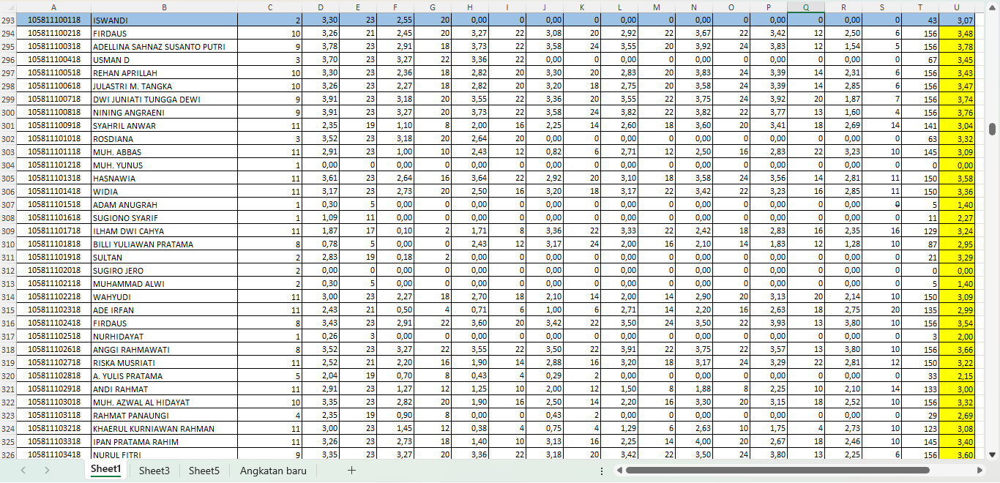 A B C D E F G H I J K L M N O P Q R S T U
293 105811100118 ISWANDI 2 3,30 23 2,55 20 0,00 0 0,00 0 0,00 0 0,00 0 0,00 0 0,00 0 43 3,07
294 105811100218 FIRDAUS 10 3,26 21 2,45 20 3,27 22 3,08 20 2,92 22 3,67 22 3,42 12 2,50 6 156 3,48
295 105811100318 ADELLINA SAHNAZ SUSANTO PUTRI 9 3,78 23 2,91 18 3,73 22 3,58 24 3,55 20 3,92 24 3,83 12 1,54 5 156 3,78
296 105811100418 USMAN D 3 3,70 23 3,27 22 3,36 22 0,00 0 0,00 0 0,00 0 0,00 0 0,00 0 67 3,45
297 105811100518 REHAN APRILLAH 10 3,30 23 2,36 18 2,82 20 3,30 20 2,83 20 3,83 24 3,39 14 2,31 6 156 3,43
298 105811100618 JULASTRI M. TANGKA 10 3,26 23 2,27 18 2,82 20 3,20 18 2,75 20 3,58 24 3,39 14 2,85 6 156 3,47
299 105811100718 DWI JUNIATI TUNGGA DEWI 9 3,91 23 3,18 20 3,55 22 3,36 20 3,55 22 3,75 24 3,92 20 1,87 7 156 3,74
300 105811100818 NINING ANGRAENI 9 3,91 23 3,27 20 3,73 22 3,58 24 3,82 22 3,82 22 3,77 13 1,60 4 156 3,76
301 105811100918 SYAHRIL ANWAR 11 2,35 19 1,10 8 2,00 16 2,25 14 2,60 18 3,60 20 3,41 18 2,69 14 141 3,04
302 105811101018 ROSDIANA 3 3,52 23 3,18 20 2,64 20 0,00 0 0,00 0 0,00 0 0,00 0 0,00 0 63 3,32
303 105811101118 MUH. ABBAS 11 2,91 23 1,00 10 2,43 12 0,82 6 2,71 12 2,50 16 2,83 22 3,23 10 145 3,09
304 105811101218 MUH. YUNUS 1 0,00 0 0,00 0 0,00 0 0,00 0 0,00 0 0,00 0 0,00 0 0,00 0 0 0,00
305 105811101318 HASNAWIA 11 3,61 23 2,64 16 3,64 22 2,92 20 3,10 18 3,58 24 3,56 14 2,81 11 150 3,58
306 105811101418 WIDIA 11 3,17 23 2,73 20 2,50 16 3,20 18 3,17 22 3,42 22 3,23 16 2,85 11 150 3,36
307 105811101518 ADAM ANUGRAH 1 0,30 5 0,00 0 0,00 0 0,00 0 0,00 0 0,00 0 0,00 0 0,00 0 5 1,40
308 105811101618 SUGIONO SYARIF 1 1,09 11 0,00 0 0,00 0 0,00 0 0,00 0 0,00 0 0,00 0 0,00 0 11 2,27
309 105811101718 ILHAM DWI CAHYA 11 1,87 17 0,10 2 1,71 8 3,36 22 3,33 22 2,42 18 2,83 16 2,35 16 129 3,24
310 105811101818 BILLI YULIAWAN PRATAMA 8 0,78 5 0,00 0 2,43 12 3,17 24 2,00 16 2,10 14 1,83 12 1,28 10 87 2,95
311 105811101918 SULTAN 2 2,83 19 0,18 2 0,00 0 0,00 0 0,00 0 0,00 0 0,00 0 0,00 0 21 3,29
312 105811102018 SUGIRO JERO 2 0,00 0 0,00 0 0,00 0 0,00 0 0,00 0 0,00 0 0,00 0 0,00 0 0 0,00
313 105811102118 MUHAMMAD ALWI 2 0,30 5 0,00 0 0,00 0 0,00 0 0,00 0 0,00 0 0,00 0 0,00 0 5 1,40
314 105811102218 WAHYUDI 11 3,00 23 2,27 18 2,70 18 2,10 14 2,00 14 2,90 20 3,13 20 2,14 10 150 3,09
315 105811102318 ADE IRFAN 11 2,43 21 0,50 4 0,71 6 1,00 6 2,71 14 2,20 16 2,63 18 2,75 20 135 2,99
316 105811102418 FIRDAUS 8 3,43 23 2,91 22 3,60 20 3,42 22 3,50 24 3,50 22 3,93 13 3,80 10 156 3,54
317 105811102518 NURHIDAYAT 1 0,26 3 0,00 0 0,00 0 0,00 0 0,00 0 0,00 0 0,00 0 0,00 0 3 2,00
318 105811102618 ANGGI RAHMAWATI 8 3,52 23 3,27 22 3,55 22 3,50 22 3,91 22 3,75 22 3,57 13 3,80 10 156 3,66
319 105811102718 RISKA MUSRIATI 11 2,52 21 2,20 16 1,90 14 2,88 16 3,20 18 3,17 24 3,29 22 2,81 12 150 3,22
320 105811102818 A. YULIS PRATAMA 5 2,04 19 0,70 8 0,43 4 0,29 2 0,00 0 0,00 0 0,00 0 0,00 0 33 2,15
321 105811102918 ANDI RAHMAT 11 2,91 23 1,27 12 1,25 10 2,00 12 1,50 8 1,88 8 2,25 10 2,10 14 133 3,00
322 105811103018 MUH. AZWAL AL HIDAYAT 10 3,35 23 2,82 20 1,90 16 2,50 14 2,20 16 3,30 20 3,15 18 2,52 10 156 3,32
323 105811103118 RAHMAT PANAUNGI 4 2,35 19 0,90 8 0,00 0 0,43 2 0,00 0 0,00 0 0,00 0 0,00 0 29 2,69
324 105811103218 KHAERUL KURNIAWAN RAHMAN 11 3,00 23 1,45 12 0,38 4 0,75 4 1,29 6 2,63 10 1,75 4 2,73 10 123 3,08
325 105811103318 IPAN PRATAMA RAHIM 11 3,26 23 2,73 18 1,40 10 3,13 16 2,25 14 4,00 20 2,67 18 2,46 10 145 3,40
326 105811103418 NURUL FITRI 9 3,35 23 3,27 20 3,36 22 3,18 20 3,42 22 3,50 24 3,80 13 2,25 6 156 3,60
Sheet1 Sheet3 Sheet5 Angkatan baru